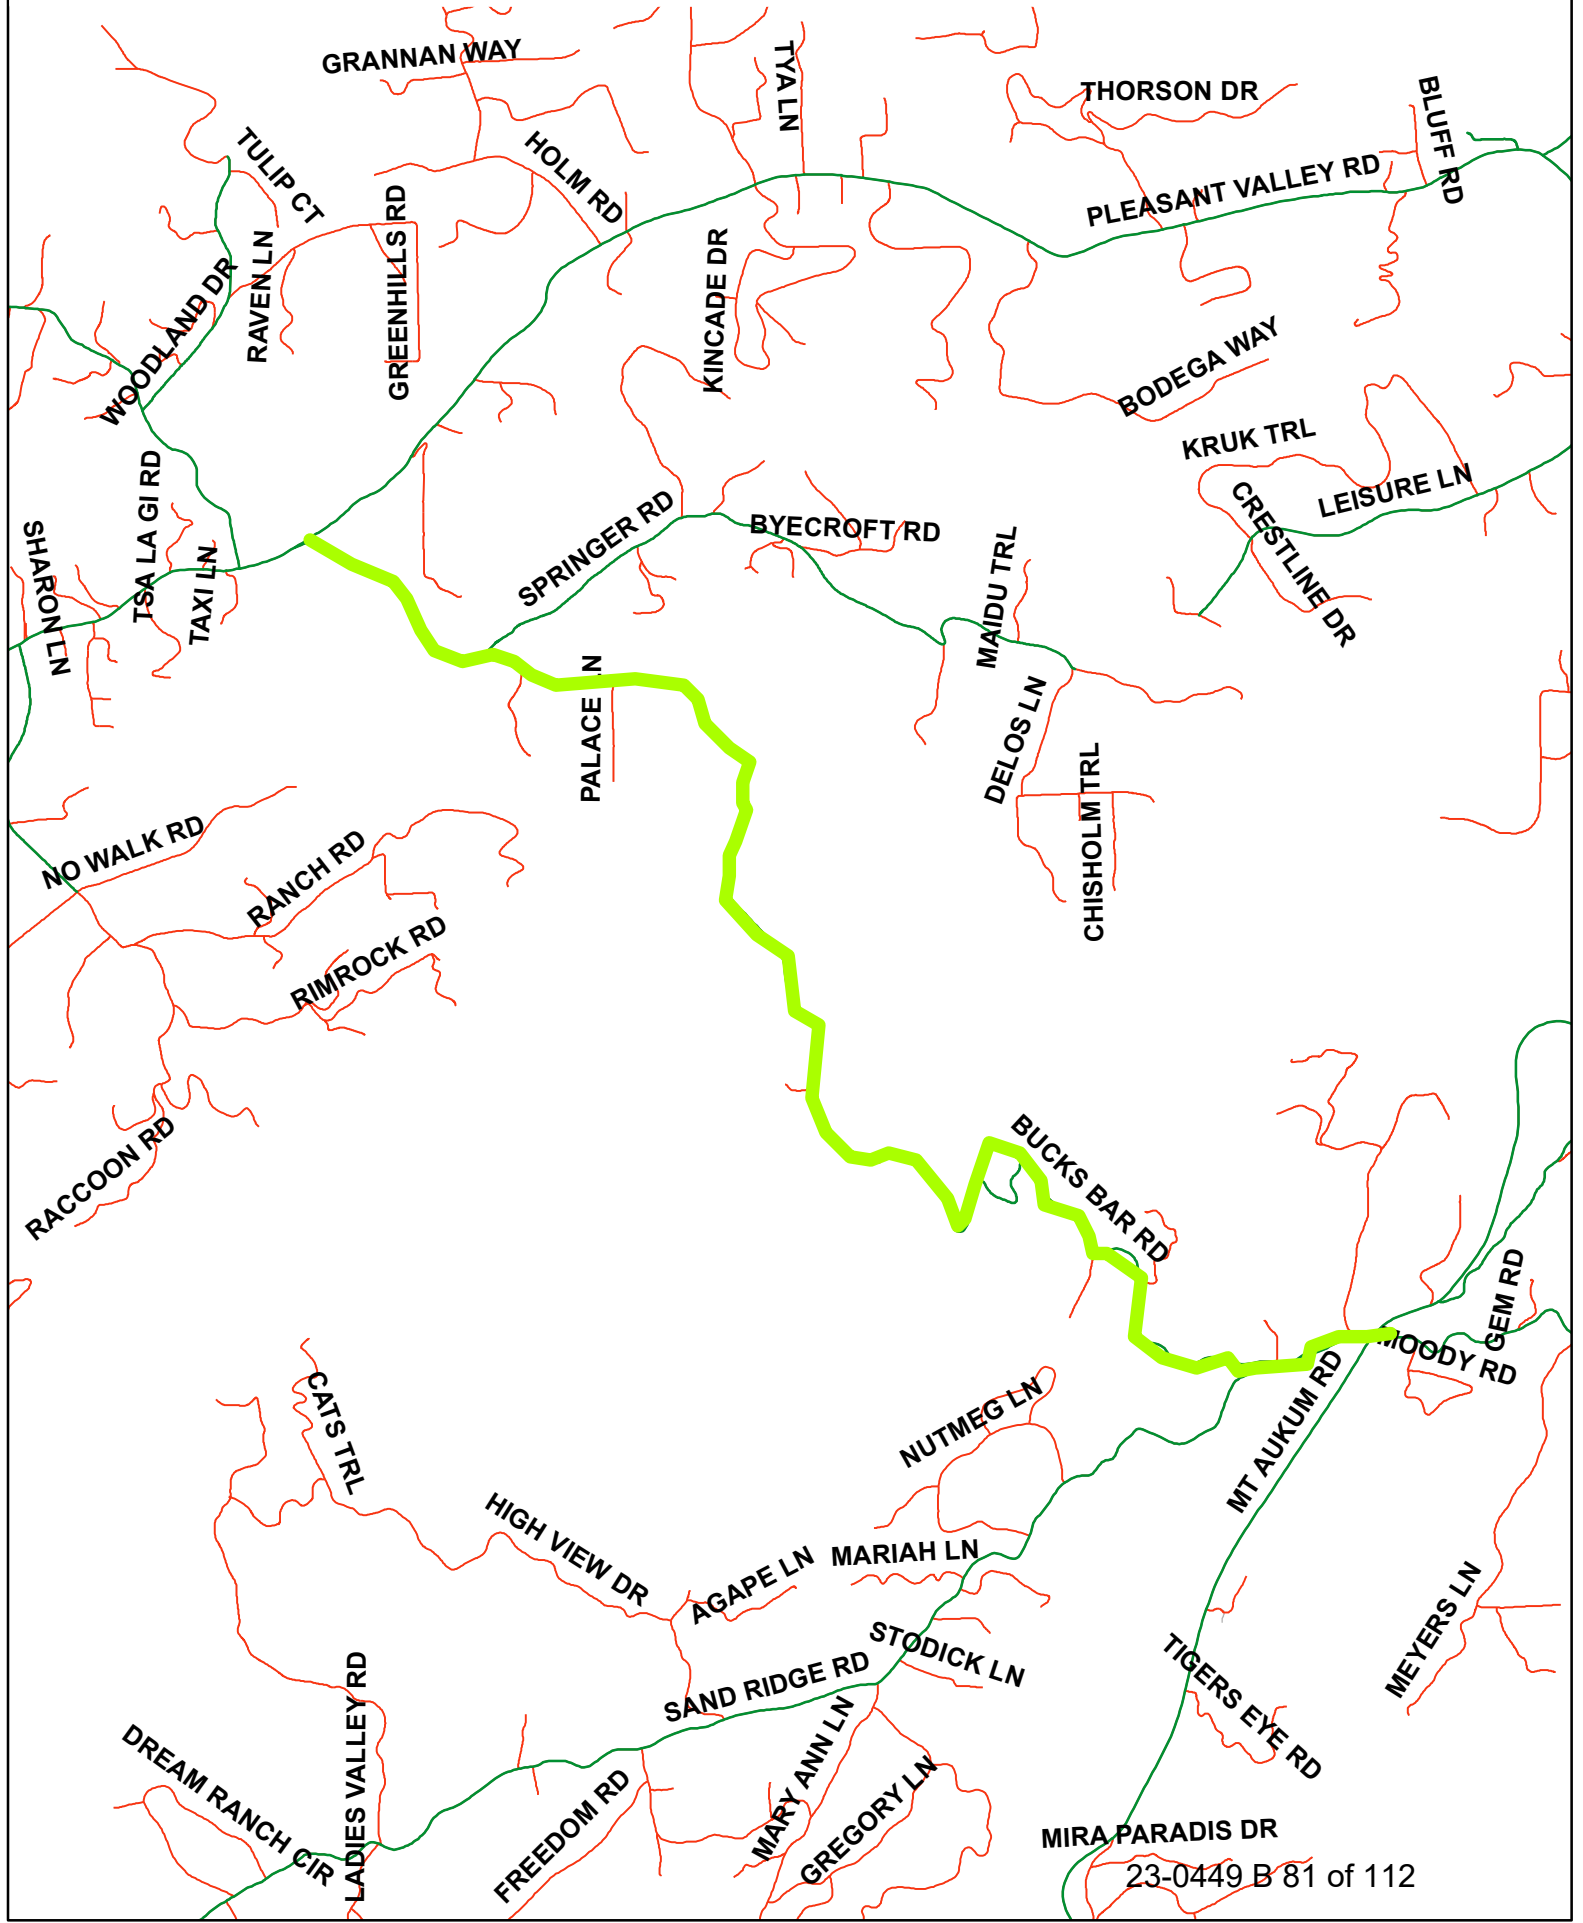 GRANNAN WAY
TYA LN
THORSON DR
BLUFF RD
TULIP CT
HOLM RD
PLEASANT VALLEY RD
GREENHILLS RD
RAVEN LN
WOODLAND DR
KINCADE DR
BODEGA WAY
KRUK TRL
LEISURE LN
CRESTLINE DR
TSA LA GI RD
SHARON LN
TAXI LN
SPRINGER RD
BYECROFT RD
MAIDU TRL
PALACE LN
DELOS LN
CHISHOLM TRL
NO WALK RD
RANCH RD
RIMROCK RD
RACCOON RD
BUCKS BAR RD
GEM RD
MOODY RD
MT AUKUM RD
CATS TRL
NUTMEG LN
HIGH VIEW DR
AGAPE LN
MARIAH LN
STODICK LN
SAND RIDGE RD
MEYERS LN
TIGERS EYE RD
LADIES VALLEY RD
DREAM RANCH CIR
FREEDOM RD
MARY ANN LN
GREGORY LN
MIRA PARADIS DR
23-0449 B 81 of 112